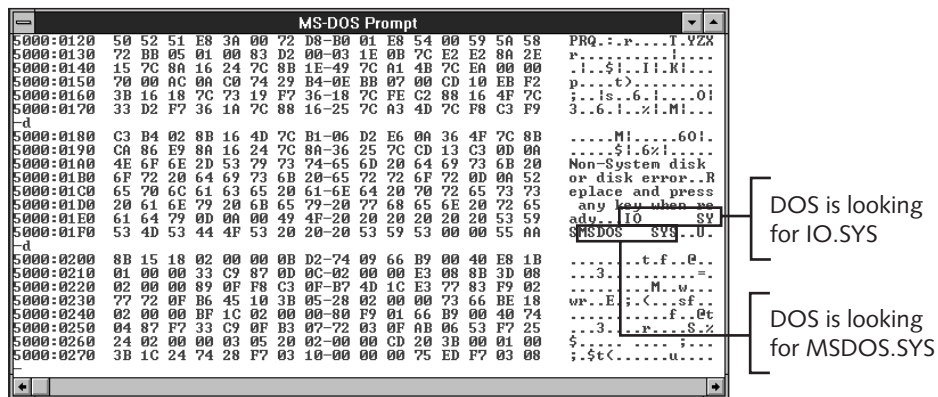 MS-DOS Prompt
5000:0120 50 52 51 E8 3A 00 72 D8-B0 01 E8 54 00 59 5A 58 PRQ.:.r....T.YZX
5000:0130 72 BB 05 01 00 83 D2 00-03 1E 0B 7C E2 E2 8A 2E r..........|....
5000:0140 15 7C 8A 16 24 7C 8B 1E-49 7C A1 4B 7C EA 00 00 .|..$|..I|.K|...
5000:0150 70 00 AC 0A C0 74 29 B4-0E BB 07 00 CD 10 EB F2 p....t).........
5000:0160 3B 16 18 7C 73 19 F7 36-18 7C FE C2 88 16 4F 7C ;..|s..6.|....O|
5000:0170 33 D2 F7 36 1A 7C 88 16-25 7C A3 4D 7C F8 C3 F9 3..6.|..%|.M|...
-d
5000:0180 C3 B4 02 8B 16 4D 7C B1-06 D2 E6 0A 36 4F 7C 8B .....M|.....6O|.
5000:0190 CA 86 E9 8A 16 24 7C 8A-36 25 7C CD 13 C3 0D 0A .....$|.6%|.....
5000:01A0 4E 6F 6E 2D 53 79 73 74-65 6D 20 64 69 73 6B 20 Non-System disk
5000:01B0 6F 72 20 64 69 73 6B 20-65 72 72 6F 72 0D 0A 52 or disk error..R
5000:01C0 65 70 6C 61 63 65 20 61-6E 64 20 70 72 65 73 73 eplace and press
5000:01D0 20 61 6E 79 20 6B 65 79-20 77 68 65 6E 20 72 65 any key when re
5000:01E0 61 64 79 0D 0A 00 49 4F-20 20 20 20 20 20 53 59 ady...IO SY
5000:01F0 53 4D 53 44 4F 53 20 20-20 53 59 53 00 00 55 AA SMSDOS SYS..U.
-d
5000:0200 8B 15 18 02 00 00 0B D2-74 09 66 B9 00 40 E8 1B ........t.f..@..
5000:0210 01 00 00 33 C9 87 0D 0C-02 00 00 E3 08 8B 3D 08 ...3..........=.
5000:0220 02 00 00 89 0F F8 C3 0F-B7 4D 1C E3 77 83 F9 02 .........M..w...
5000:0230 77 72 0F B6 45 10 3B 05-28 02 00 00 73 66 BE 18 wr..E.;.(...sf..
5000:0240 02 00 00 BF 1C 02 00 00-80 F9 01 66 B9 00 40 74 ...........f..@t
5000:0250 04 87 F7 33 C9 0F B3 07-72 03 0F AB 06 53 F7 25 ...3....r....S.%
5000:0260 24 02 00 00 03 05 20 02-00 00 CD 20 3B 00 01 00 $..... .... ;...
5000:0270 3B 1C 24 74 28 F7 03 10-00 00 00 75 ED F7 03 08 ;.$t(......u....
-
DOS is looking
for IO.SYS
DOS is looking
for MSDOS.SYS